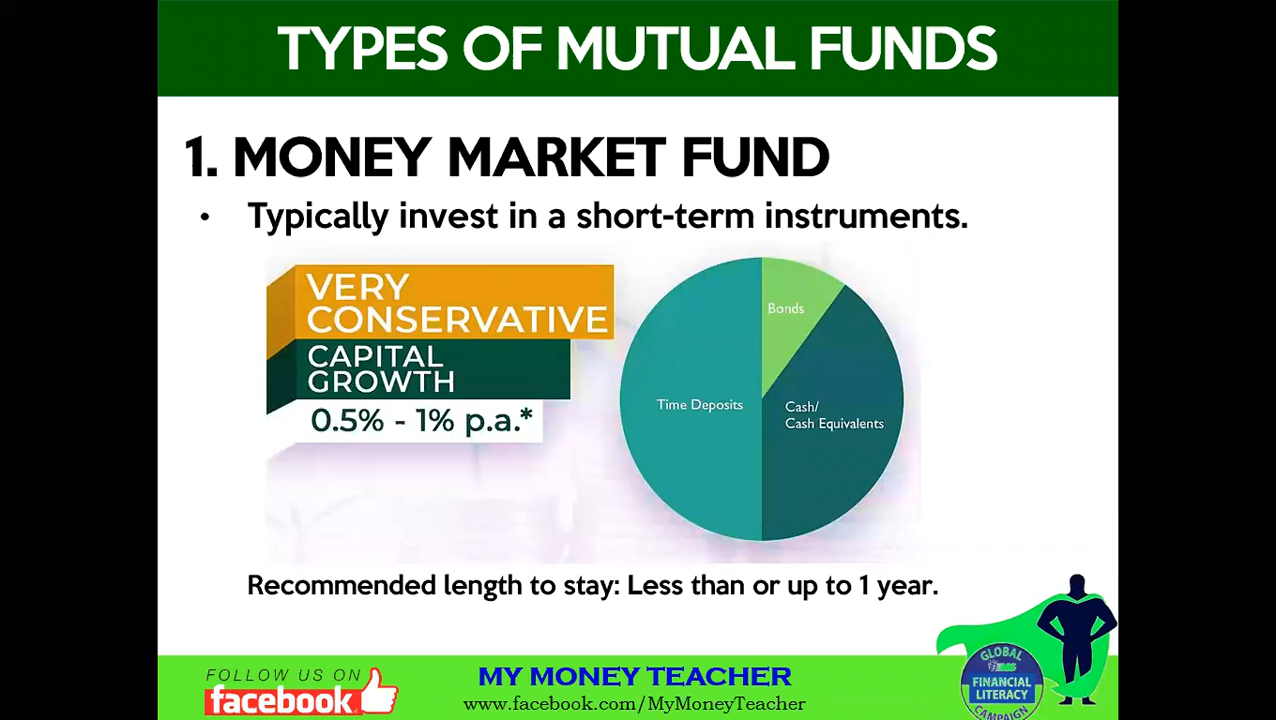 TYPES OF MUTUAL FUNDS
1. MONEY MARKET FUND
• Typically invest in a short-term instruments.
VERY
CONSERVATIVE
CAPITAL
GROWTH
0.5% - 1% p.a.*
Bonds
Time Deposits
Cash/
Cash Equivalents
Recommended length to stay: Less than or up to 1 year.
FOLLOW US ON
facebook
MY MONEY TEACHER
www.facebook.com/MyMoneyTeacher
GLOBAL
FINANCIAL
LITERACY
CAMPAIGN